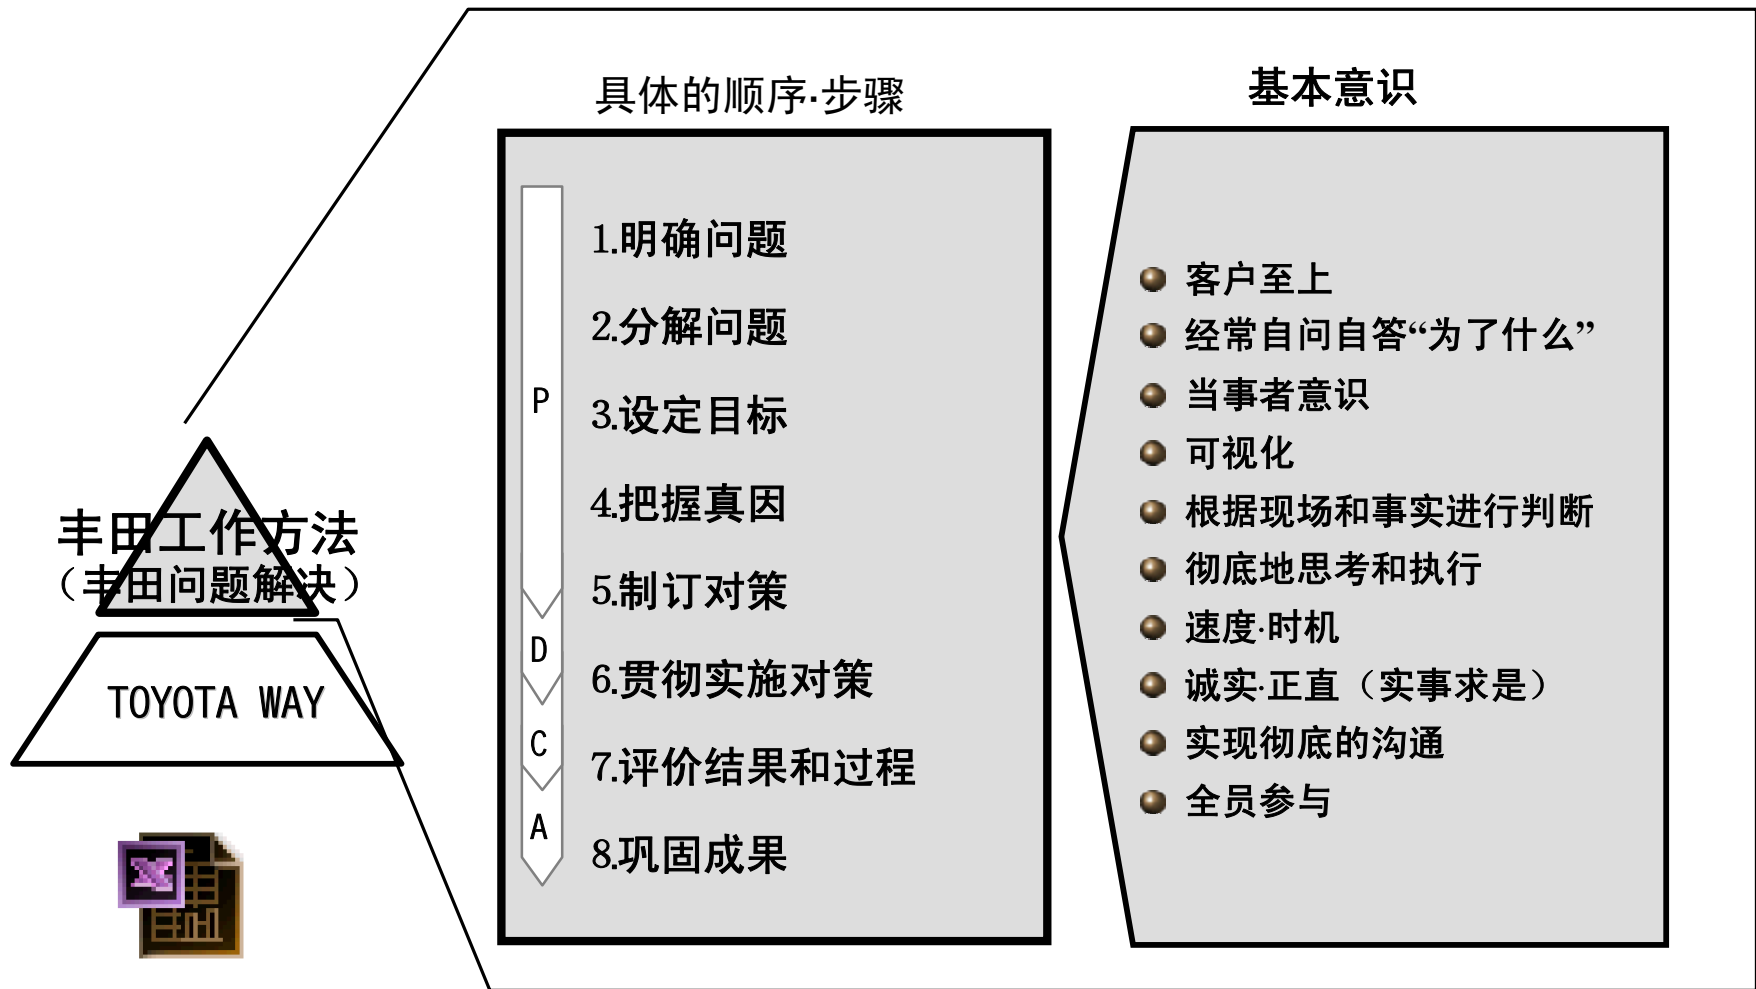 具体的顺序·步骤
基本意识
P
D
C
A
1.明确问题
2.分解问题
3.设定目标
4.把握真因
5.制订对策
6.贯彻实施对策
7.评价结果和过程
8.巩固成果
客户至上
经常自问自答“为了什么”
当事者意识
可视化
根据现场和事实进行判断
彻底地思考和执行
速度·时机
诚实·正直（实事求是）
实现彻底的沟通
全员参与
丰田工作方法
（丰田问题解决）
TOYOTA WAY